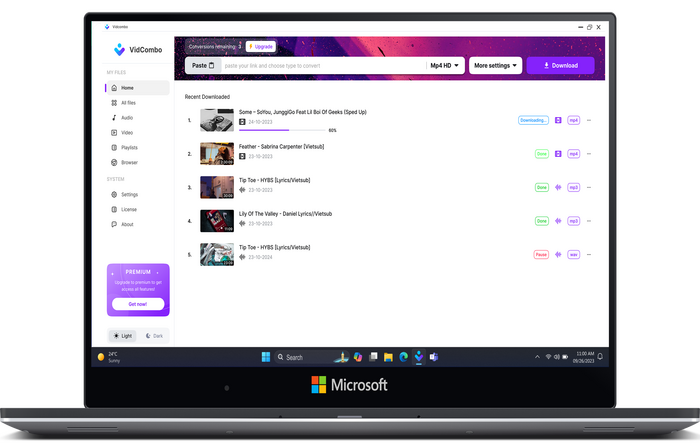 Vidcombo
VidCombo
Conversions remaining: 3
Upgrade
Paste
paste your link and choose type to convert
Mp4 HD
More settings
Download
MY FILES
Home
All files
Audio
Video
Playlists
Browser
SYSTEM
Settings
License
About
PREMIUM
Upgrade to premium to get
access all features!
Get now!
Light
Dark
Recent Downloaded
1.
Some – SoYou, JunggiGo Feat Lil Boi Of Geeks (Sped Up)
24-10-2023
60%
Downloading...
mp4
2.
Feather - Sabrina Carpenter [Vietsub]
23-10-2023
Done
mp4
3.
Tip Toe - HYBS [Lyrics/Vietsub]
23-10-2023
Done
mp3
4.
Lily Of The Valley - Daniel Lyrics//Vietsub
23-10-2023
Done
mp3
5.
Tip Toe - HYBS [Lyrics/Vietsub]
23-10-2024
Pause
wav
24°C
Sunny
Search
11:00 AM
09/26/2023
Microsoft